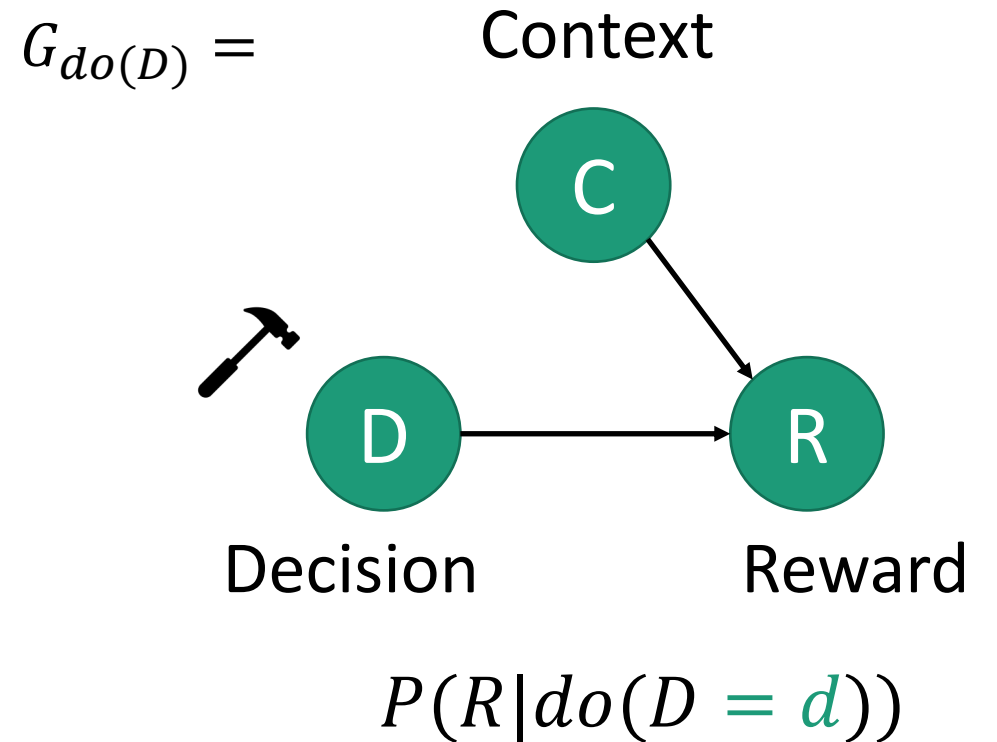 G_{do(D)} =
Context
C
D
R
Decision
Reward
P(R|do(D = d))